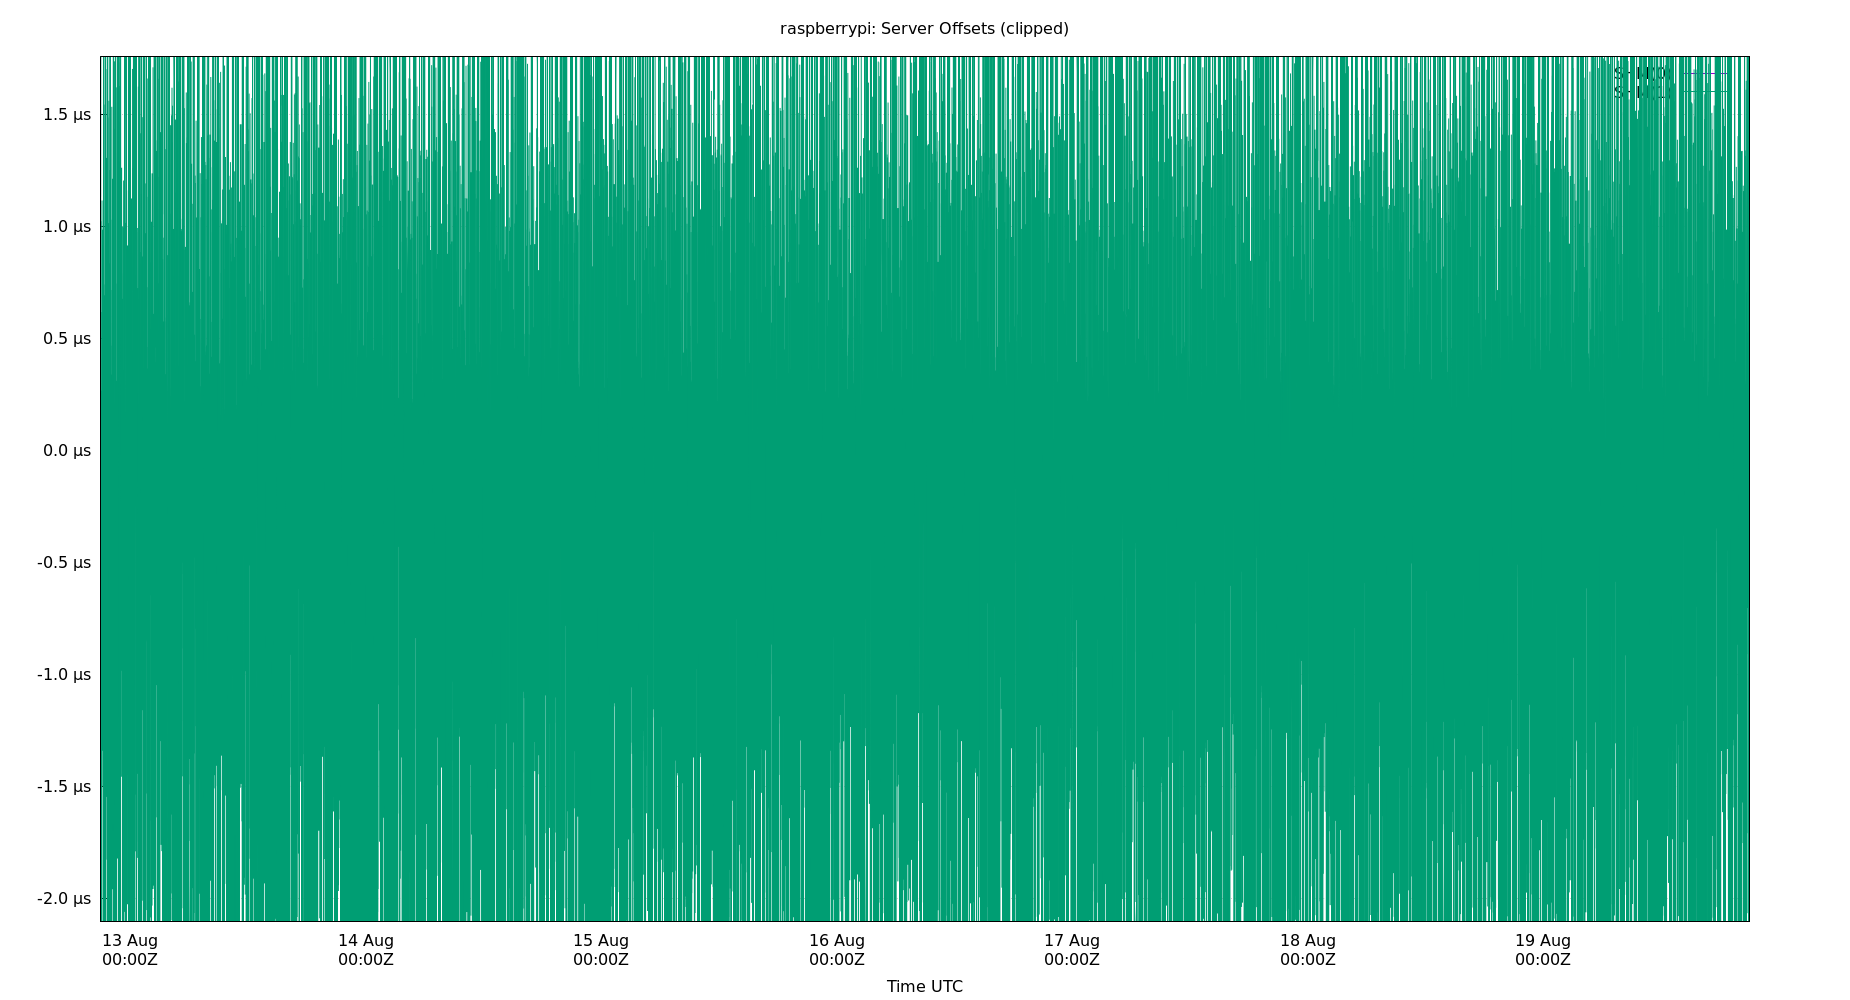 raspberrypi: Server Offsets (clipped)
1.5 µs
1.0 µs
0.5 µs
0.0 µs
-0.5 µs
-1.0 µs
-1.5 µs
-2.0 µs
13 Aug
00:00Z
14 Aug
00:00Z
15 Aug
00:00Z
16 Aug
00:00Z
17 Aug
00:00Z
18 Aug
00:00Z
19 Aug
00:00Z
Time UTC